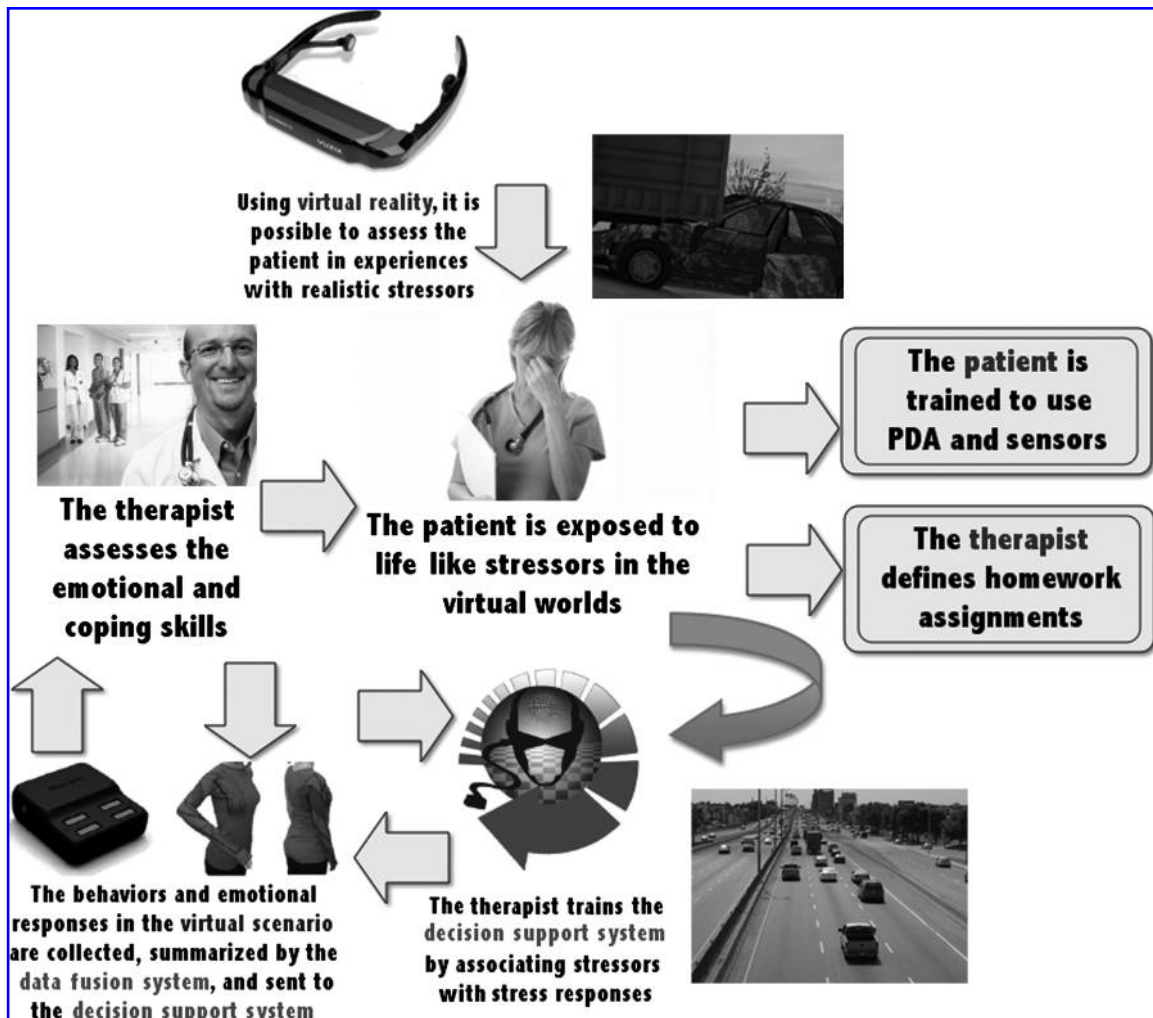 VUZIX
Using virtual reality, it is
possible to assess the
patient in experiences
with realistic stressors
The therapist
assesses the
emotional and
coping skills
The patient is exposed to
life like stressors in the
virtual worlds
The patient is
trained to use
PDA and sensors
The therapist
defines homework
assignments
The behaviors and emotional
responses in the virtual scenario
are collected, summarized by the
data fusion system, and sent to
the decision support system
The therapist trains the
decision support system
by associating stressors
with stress responses